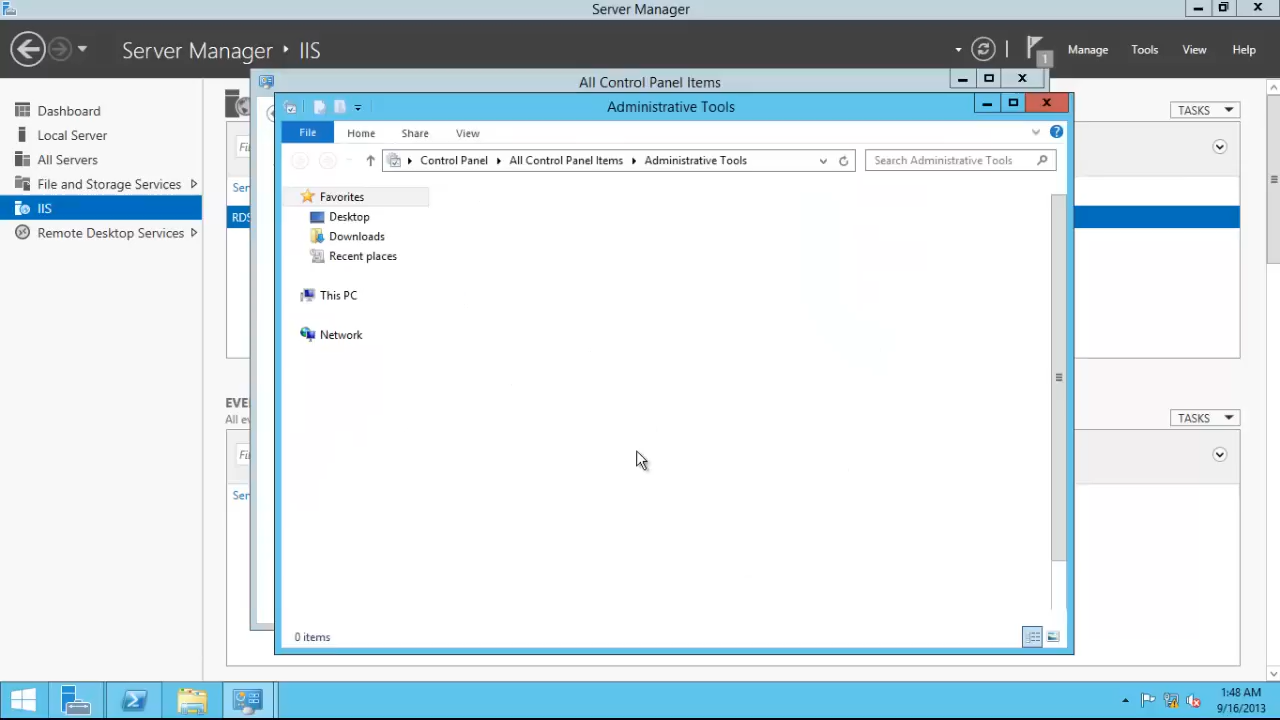 Server Manager
Server Manager IIS
1
Manage Tools View Help
Dashboard
Local Server
All Servers
File and Storage Services
IIS
Remote Desktop Services
All Control Panel Items
Administrative Tools
File Home Share View
Control Panel All Control Panel Items Administrative Tools
Search Administrative Tools
Favorites
Desktop
Downloads
Recent places
This PC
Network
0 items
TASKS
Fil
Ser
RDS
EVE
All ev
TASKS
Fil
Ser
1:48 AM
9/16/2013